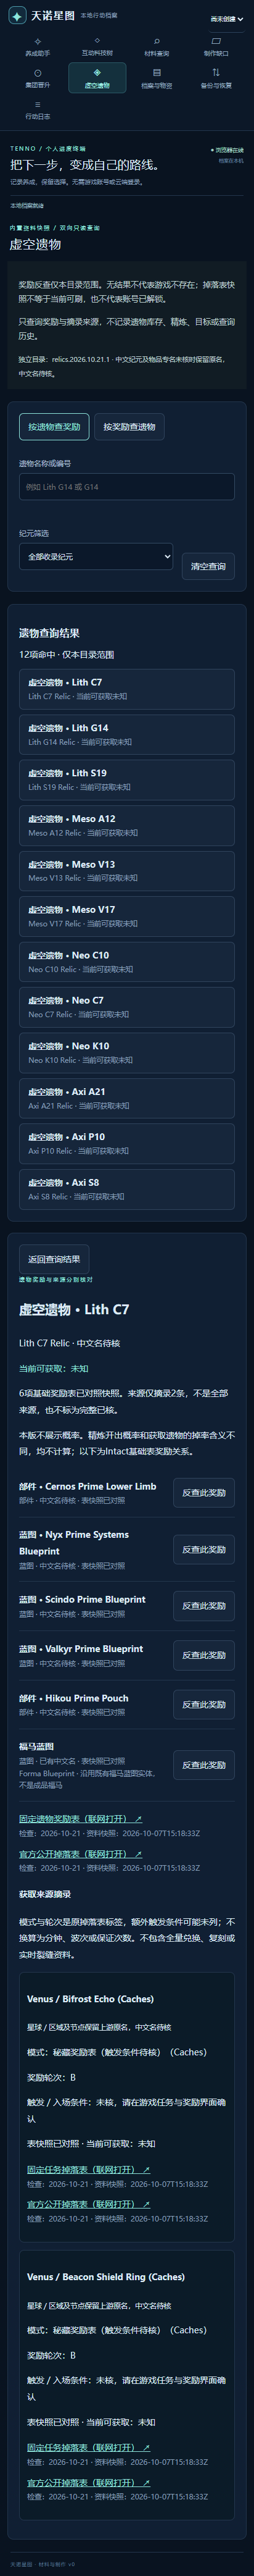 天诺星图 本地行动档案
尚未创建
养成助手
互动科技树
材料查询
制作缺口
集团晋升
虚空遗物
档案与物资
备份与恢复
行动日志
TENNO / 个人进度终端
浏览器在线
把下一步，变成自己的路线。
档案在本机
记录养成，保留选择。无需游戏账号或云端登录。
本地档案就绪
内置资料快照 / 双向只读查询
虚空遗物
奖励反查仅本目录范围。无结果不代表游戏不存在；掉落表快照不等于当前可刷，也不代表账号已解锁。
只查询奖励与摘录来源，不记录遗物库存、精炼、目标或查询历史。
独立目录：relics.2026.10.21.1 · 中文纪元及物品专名未核时保留原名，中文名待核。
按遗物查奖励
按奖励查遗物
遗物名称或编号
例如 Lith G14 或 G14
纪元筛选
全部收录纪元
清空查询
遗物查询结果
12项命中 · 仅本目录范围
虚空遗物 · Lith C7
Lith C7 Relic · 当前可获取未知
虚空遗物 · Lith G14
Lith G14 Relic · 当前可获取未知
虚空遗物 · Lith S19
Lith S19 Relic · 当前可获取未知
虚空遗物 · Meso A12
Meso A12 Relic · 当前可获取未知
虚空遗物 · Meso V13
Meso V13 Relic · 当前可获取未知
虚空遗物 · Meso V17
Meso V17 Relic · 当前可获取未知
虚空遗物 · Neo C10
Neo C10 Relic · 当前可获取未知
虚空遗物 · Neo C7
Neo C7 Relic · 当前可获取未知
虚空遗物 · Neo K10
Neo K10 Relic · 当前可获取未知
虚空遗物 · Axi A21
Axi A21 Relic · 当前可获取未知
虚空遗物 · Axi P10
Axi P10 Relic · 当前可获取未知
虚空遗物 · Axi S8
Axi S8 Relic · 当前可获取未知
返回查询结果
遗物奖励与来源分别核对
虚空遗物 · Lith C7
Lith C7 Relic · 中文名待核
当前可获取：未知
6项基础奖励表已对照快照。来源仅摘录2条，不是全部来源，也不标为完整已核。
本版不展示概率。精炼开出概率和获取遗物的掉率含义不同，均不计算；以下为Intact基础表奖励关系。
部件 · Cernos Prime Lower Limb
部件 · 中文名待核 · 表快照已对照
反查此奖励
蓝图 · Nyx Prime Systems Blueprint
蓝图 · 中文名待核 · 表快照已对照
反查此奖励
蓝图 · Scindo Prime Blueprint
蓝图 · 中文名待核 · 表快照已对照
反查此奖励
蓝图 · Valkyr Prime Blueprint
蓝图 · 中文名待核 · 表快照已对照
反查此奖励
部件 · Hikou Prime Pouch
部件 · 中文名待核 · 表快照已对照
反查此奖励
福马蓝图
蓝图 · 已有中文名 · 表快照已对照
Forma Blueprint · 沿用既有福马蓝图实体，不是成品福马
反查此奖励
固定遗物奖励表（联网打开） ↗
检查：2026-10-21 · 资料快照：2026-10-07T15:18:33Z
官方公开掉落表（联网打开） ↗
检查：2026-10-21 · 资料快照：2026-10-07T15:18:33Z
获取来源摘录
模式与轮次是原掉落表标签，额外触发条件可能未列；不换算为分钟、波次或保证次数。不包含全量兑换、复刻或实时裂缝资料。
Venus / Bifrost Echo (Caches)
星球 / 区域及节点保留上游原名，中文名待核
模式：秘藏奖励表（触发条件待核）（Caches）
奖励轮次：B
触发 / 入场条件：未核，请在游戏任务与奖励界面确认
表快照已对照 · 当前可获取：未知
固定任务掉落表（联网打开） ↗
检查：2026-10-21 · 资料快照：2026-10-07T15:18:33Z
官方公开掉落表（联网打开） ↗
检查：2026-10-21 · 资料快照：2026-10-07T15:18:33Z
Venus / Beacon Shield Ring (Caches)
星球 / 区域及节点保留上游原名，中文名待核
模式：秘藏奖励表（触发条件待核）（Caches）
奖励轮次：B
触发 / 入场条件：未核，请在游戏任务与奖励界面确认
表快照已对照 · 当前可获取：未知
固定任务掉落表（联网打开） ↗
检查：2026-10-21 · 资料快照：2026-10-07T15:18:33Z
官方公开掉落表（联网打开） ↗
检查：2026-10-21 · 资料快照：2026-10-07T15:18:33Z
天诺星图 · 材料与制作 v6